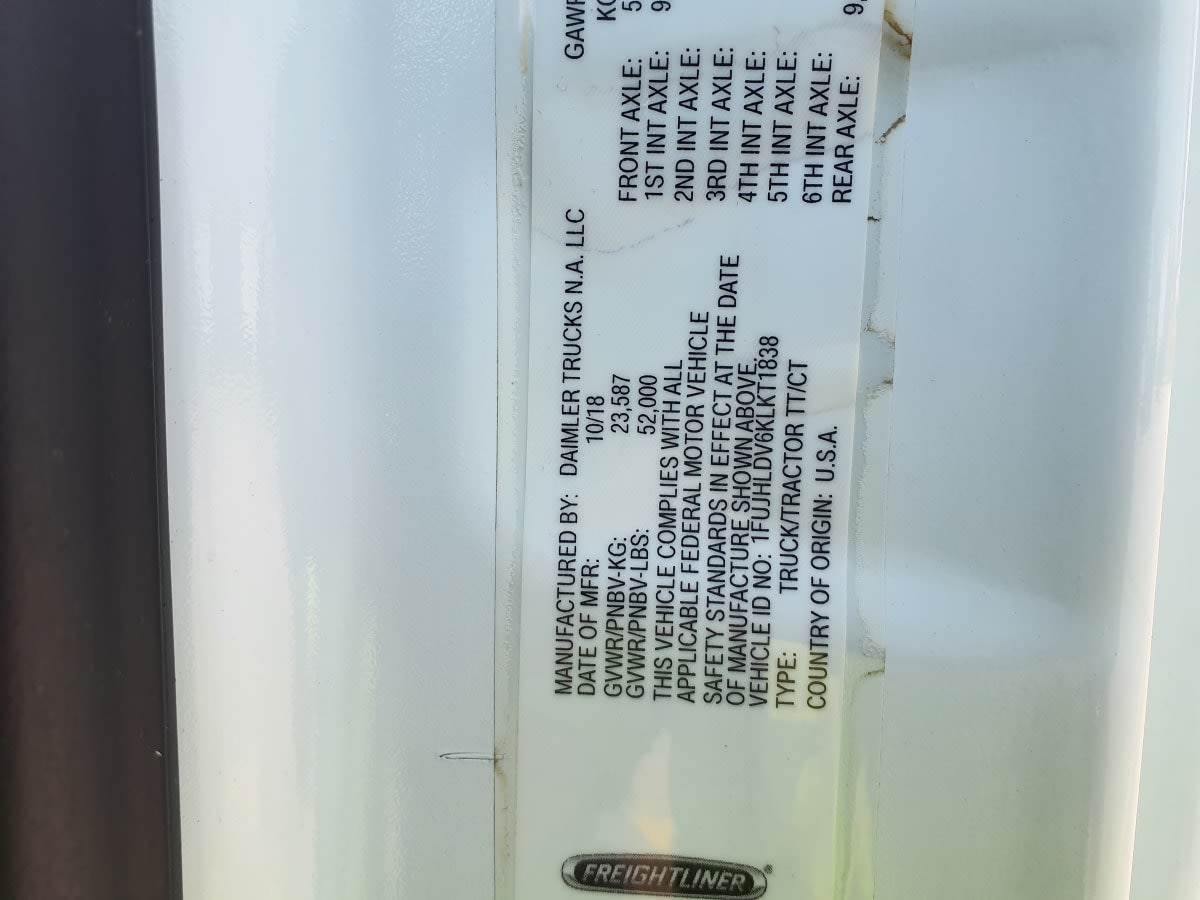 FREIGHTLINER®
MANUFACTURED BY: DAIMLER TRUCKS N.A. LLC
DATE OF MFR: 10/18
GVWR/PNBV-KG: 23,587
GVWR/PNBV-LBS: 52,000
THIS VEHICLE COMPLIES WITH ALL
APPLICABLE FEDERAL MOTOR VEHICLE
SAFETY STANDARDS IN EFFECT AT THE DATE
OF MANUFACTURE SHOWN ABOVE.
VEHICLE ID NO: 1FUJHLDV6KLKT1838
TYPE: TRUCK/TRACTOR TT/CT
COUNTRY OF ORIGIN: U.S.A.
FRONT AXLE:
1ST INT AXLE:
2ND INT AXLE:
3RD INT AXLE:
4TH INT AXLE:
5TH INT AXLE:
6TH INT AXLE:
REAR AXLE: